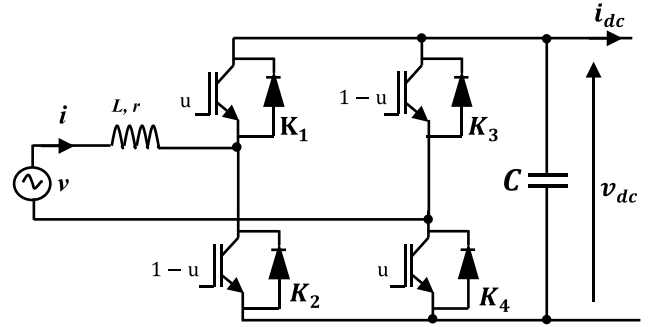 i_dc
u
K₁
1 − u
K₃
i
L, r
v
C
v_dc
1 − u
K₂
u
K₄